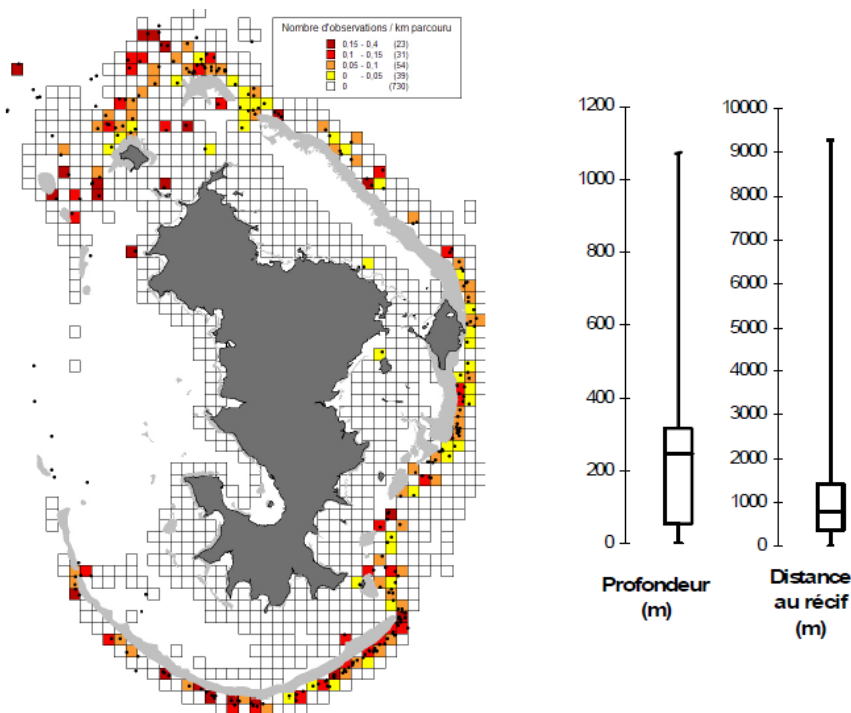 Nombre d'observations / km parcouru
0.15 - 0.4 (23)
0.1 - 0.15 (31)
0.05 - 0.1 (54)
0 - 0.05 (39)
0 (730)
1200
1000
800
600
400
200
0
Profondeur
(m)
10000
9000
8000
7000
6000
5000
4000
3000
2000
1000
0
Distance
au récif
(m)